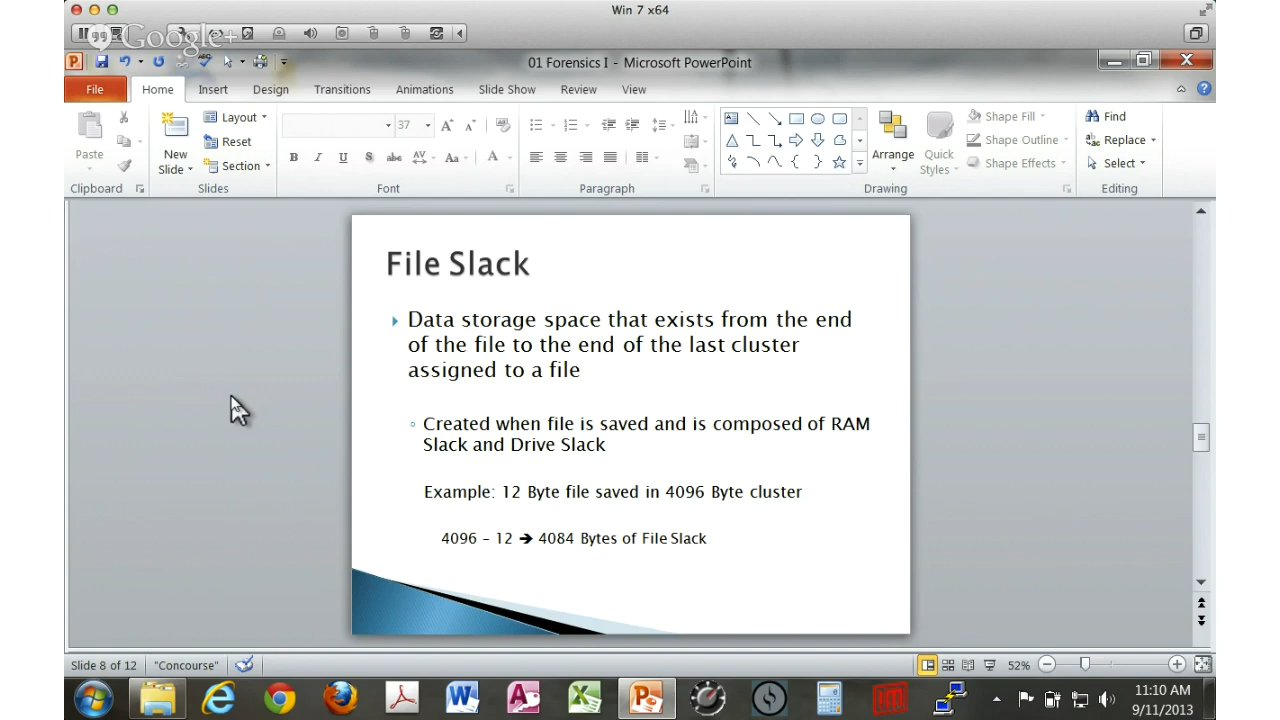 Win 7 x64
Google+
01 Forensics I - Microsoft PowerPoint
File Home Insert Design Transitions Animations Slide Show Review View
Paste
New Slide
Layout
Reset
Section
37
Arrange
Quick Styles
Shape Fill
Shape Outline
Shape Effects
Find
Replace
Select
Clipboard Slides Font Paragraph Drawing Editing
File Slack
Data storage space that exists from the end
of the file to the end of the last cluster
assigned to a file
Created when file is saved and is composed of RAM
Slack and Drive Slack
Example: 12 Byte file saved in 4096 Byte cluster
4096 – 12 ➔ 4084 Bytes of File Slack
Slide 8 of 12 "Concourse" 52%
11:10 AM
9/11/2013